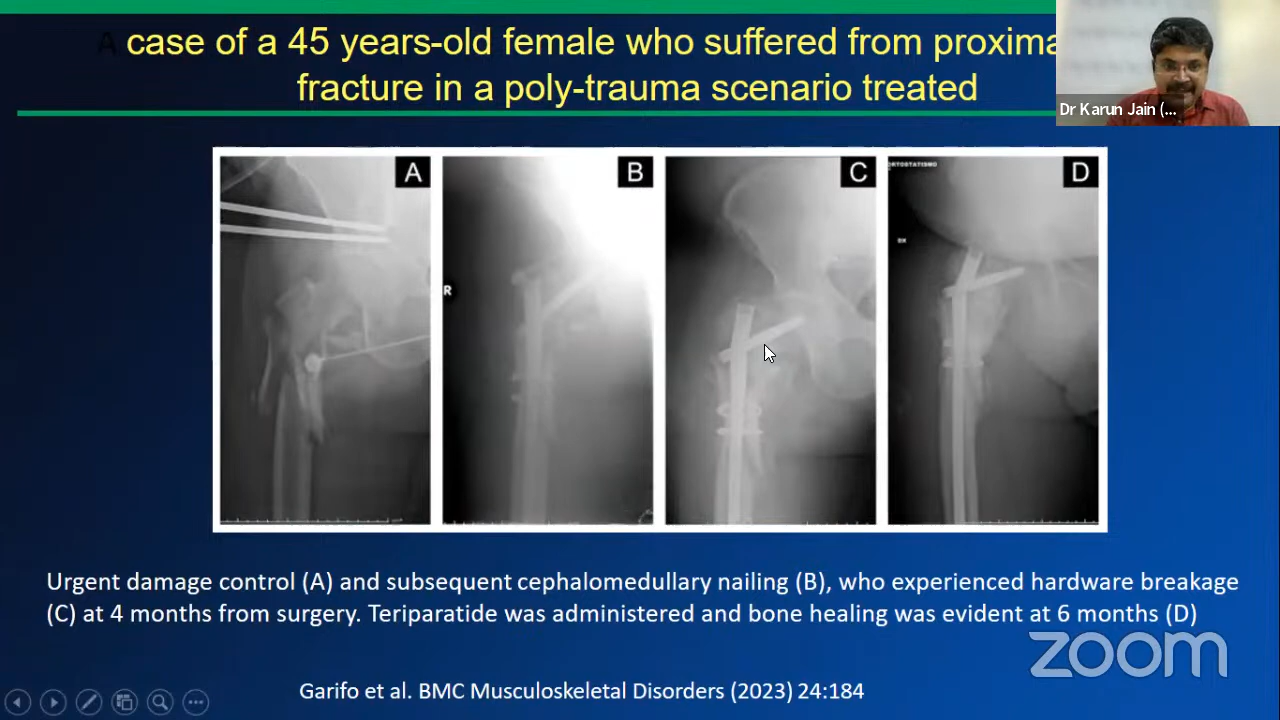 A case of a 45 years-old female who suffered from proxima
fracture in a poly-trauma scenario treated
Dr Karun Jain (...
A
B
C
D
R
ORTOSTATISMO
DX
Urgent damage control (A) and subsequent cephalomedullary nailing (B), who experienced hardware breakage
(C) at 4 months from surgery. Teriparatide was administered and bone healing was evident at 6 months (D)
zoom
Garifo et al. BMC Musculoskeletal Disorders (2023) 24:184